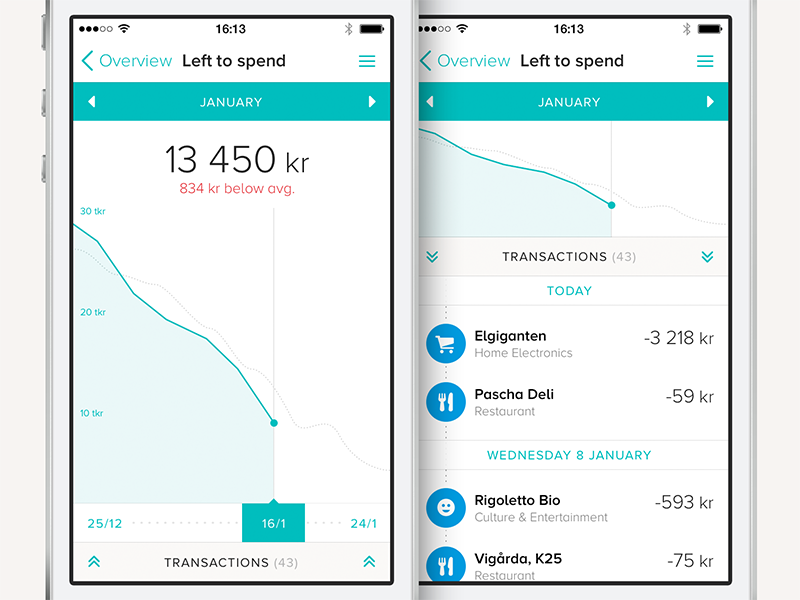 16:13
Overview Left to spend
JANUARY
13 450 kr
834 kr below avg.
30 tkr
20 tkr
10 tkr
25/12 16/1 24/1
TRANSACTIONS (43)
16:13
Overview Left to spend
JANUARY
TRANSACTIONS (43)
TODAY
Elgiganten -3 218 kr
Home Electronics
Pascha Deli -59 kr
Restaurant
WEDNESDAY 8 JANUARY
Rigoletto Bio -593 kr
Culture & Entertainment
Vigårda, K25 -75 kr
Restaurant